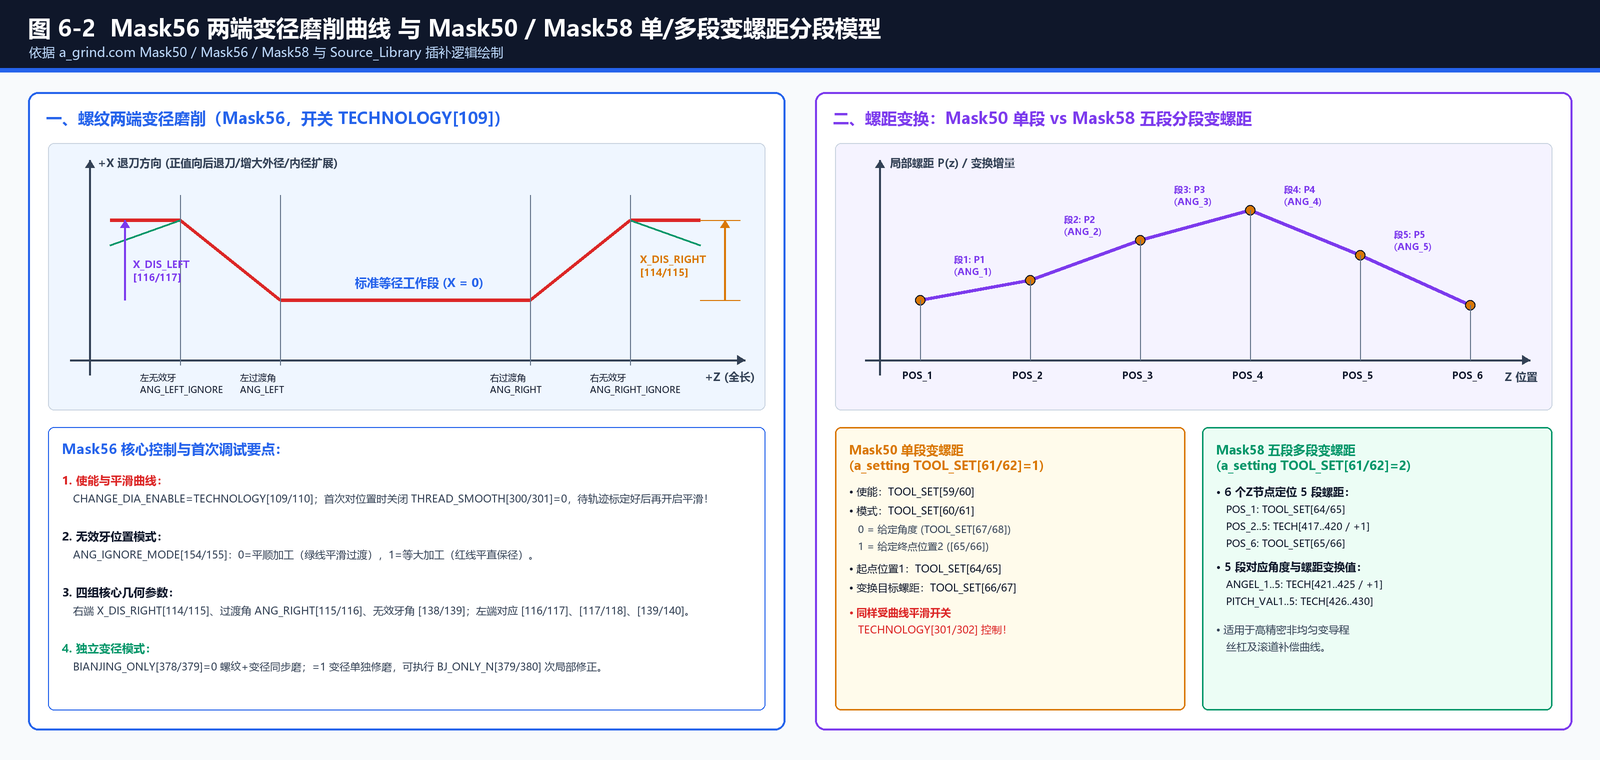 图 6-2  Mask56 两端变径磨削曲线 与 Mask50 / Mask58 单/多段变螺距分段模型
依据 a_grind.com Mask50 / Mask56 / Mask58 与 Source_Library 插补逻辑绘制
一、螺纹两端变径磨削（Mask56，开关 TECHNOLOGY[109]）
+X 退刀方向 (正值向后退刀/增大外径/内径扩展)
X_DIS_LEFT
[116/117]
标准等径工作段 (X = 0)
X_DIS_RIGHT
[114/115]
左无效牙
ANG_LEFT_IGNORE
左过渡角
ANG_LEFT
右过渡角
ANG_RIGHT
右无效牙
ANG_RIGHT_IGNORE
+Z (全长)
Mask56 核心控制与首次调试要点：
1. 使能与平滑曲线：
CHANGE_DIA_ENABLE=TECHNOLOGY[109/110]；首次对位置时关闭 THREAD_SMOOTH[300/301]=0，待轨迹标定好后再开启平滑！
2. 无效牙位置模式：
ANG_IGNORE_MODE[154/155]：0=平顺加工（绿线平滑过渡），1=等大加工（红线平直保径）。
3. 四组核心几何参数：
右端 X_DIS_RIGHT[114/115]、过渡角 ANG_RIGHT[115/116]、无效牙角 [138/139]；左端对应 [116/117]、[117/118]、[139/140]。
4. 独立变径模式：
BIANJING_ONLY[378/379]=0 螺纹+变径同步磨；=1 变径单独修磨，可执行 BJ_ONLY_N[379/380] 次局部修正。
二、螺距变换：Mask50 单段 vs Mask58 五段分段变螺距
局部螺距 P(z) / 变换增量
段1: P1
(ANG_1)
段2: P2
(ANG_2)
段3: P3
(ANG_3)
段4: P4
(ANG_4)
段5: P5
(ANG_5)
POS_1
POS_2
POS_3
POS_4
POS_5
POS_6
Z 位置
Mask50 单段变螺距
(a_setting TOOL_SET[61/62]=1)
• 使能：TOOL_SET[59/60]
• 模式：TOOL_SET[60/61]
0 = 给定角度 (TOOL_SET[67/68])
1 = 给定终点位置2 ([65/66])
• 起点位置1：TOOL_SET[64/65]
• 变换目标螺距：TOOL_SET[66/67]
• 同样受曲线平滑开关
TECHNOLOGY[301/302] 控制！
Mask58 五段多段变螺距
(a_setting TOOL_SET[61/62]=2)
• 6 个Z节点定位 5 段螺距：
POS_1: TOOL_SET[64/65]
POS_2..5: TECH[417..420 / +1]
POS_6: TOOL_SET[65/66]
• 5 段对应角度与螺距变换值：
ANGEL_1..5: TECH[421..425 / +1]
PITCH_VAL1..5: TECH[426..430]
• 适用于高精密非均匀变导程
丝杠及滚道补偿曲线。